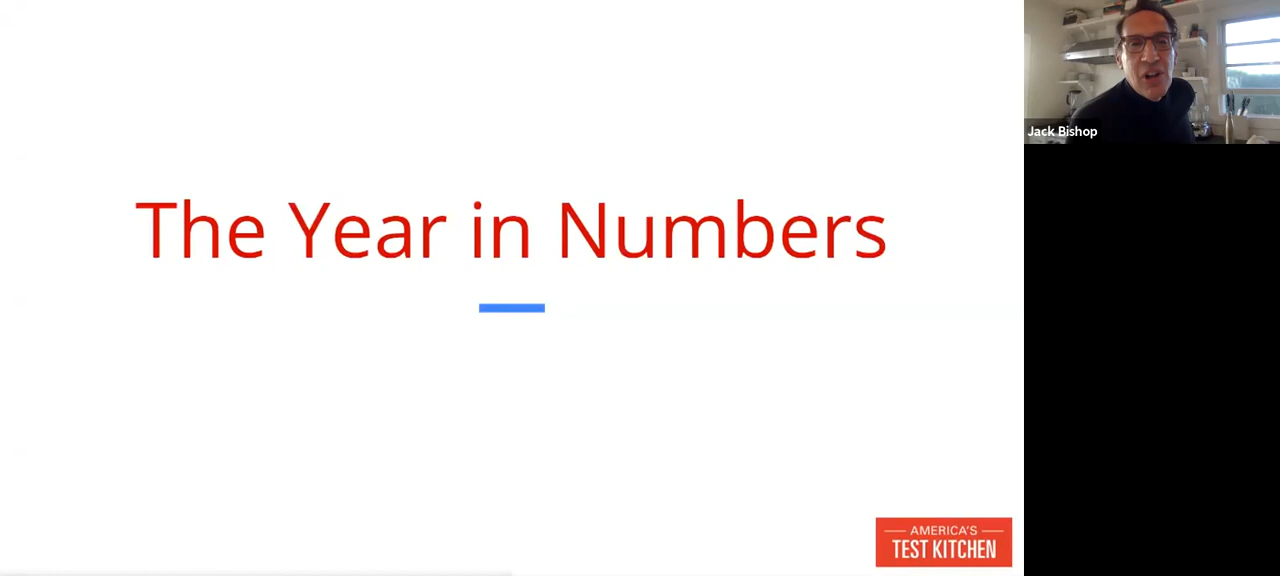 Jack Bishop
The Year in Numbers
AMERICA'S
TEST KITCHEN